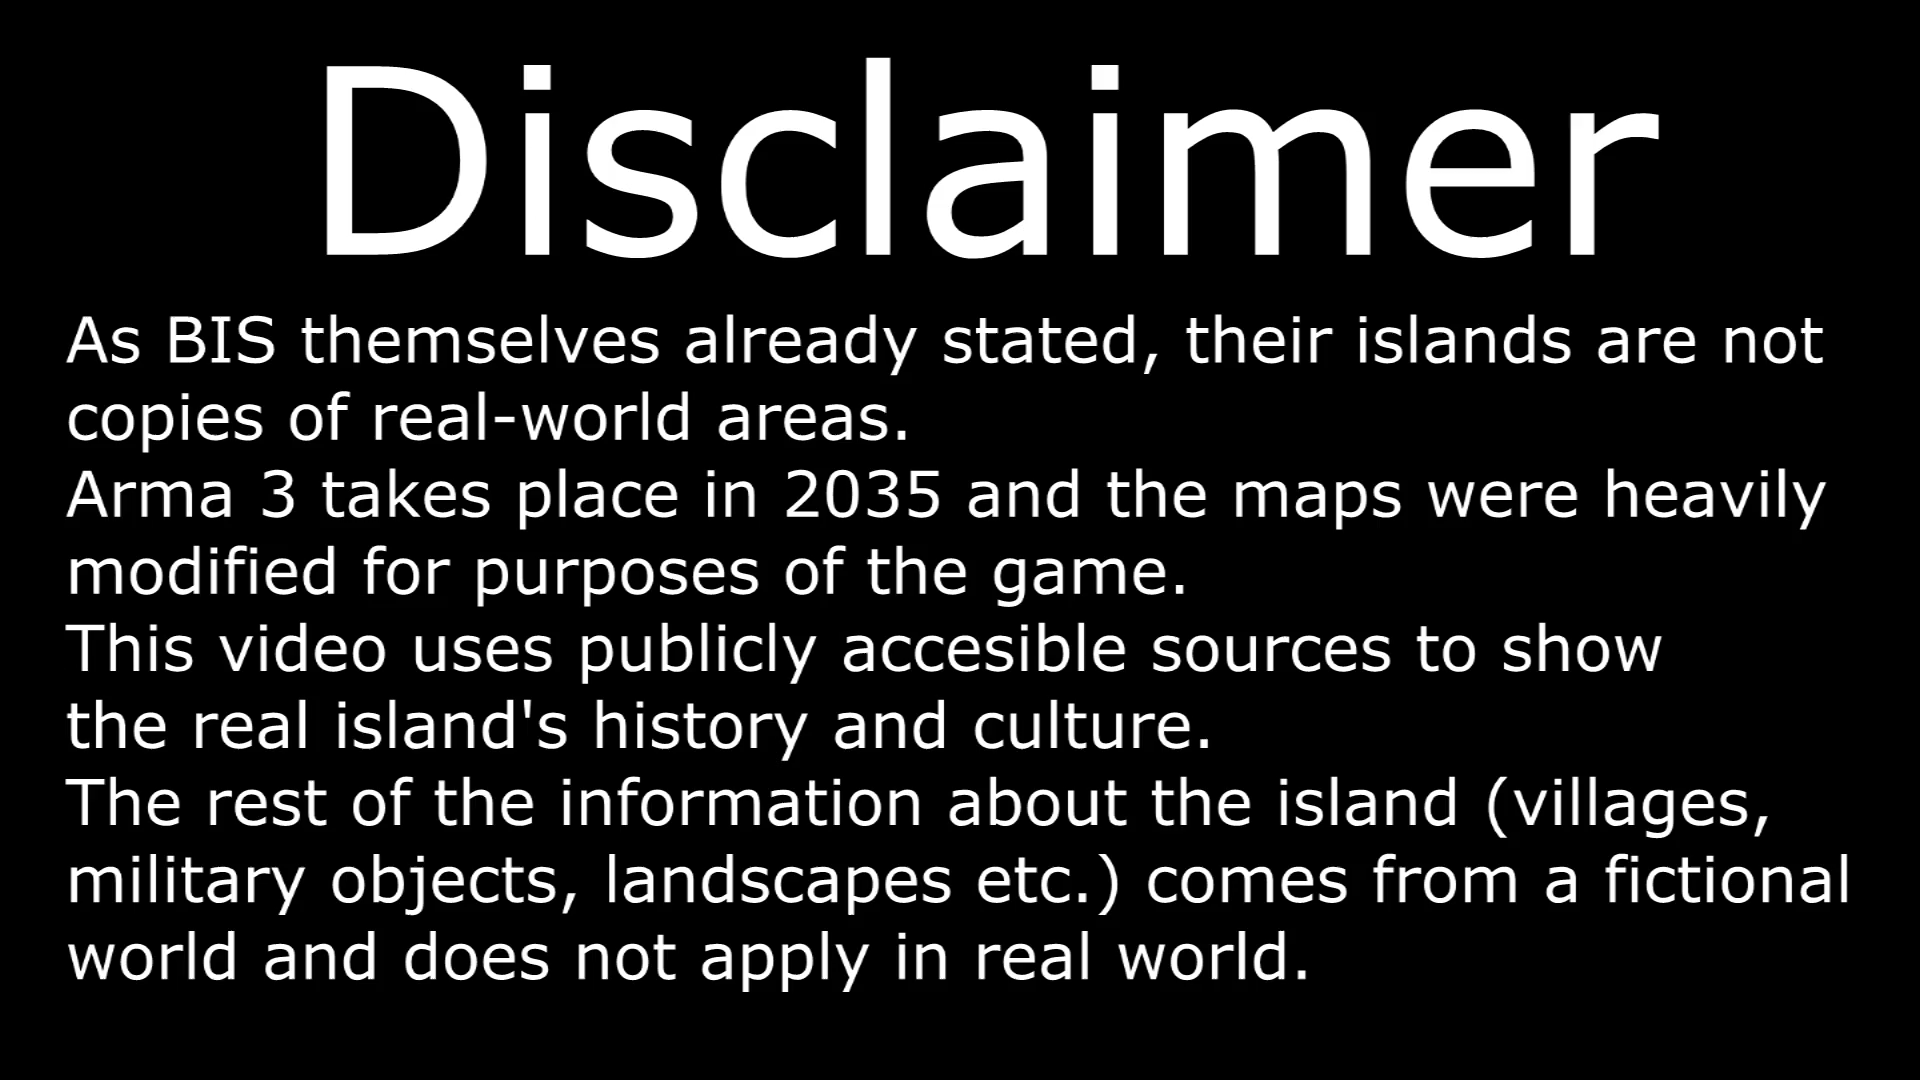 Disclaimer
As BIS themselves already stated, their islands are not
copies of real-world areas.
Arma 3 takes place in 2035 and the maps were heavily
modified for purposes of the game.
This video uses publicly accesible sources to show
the real island's history and culture.
The rest of the information about the island (villages,
military objects, landscapes etc.) comes from a fictional
world and does not apply in real world.